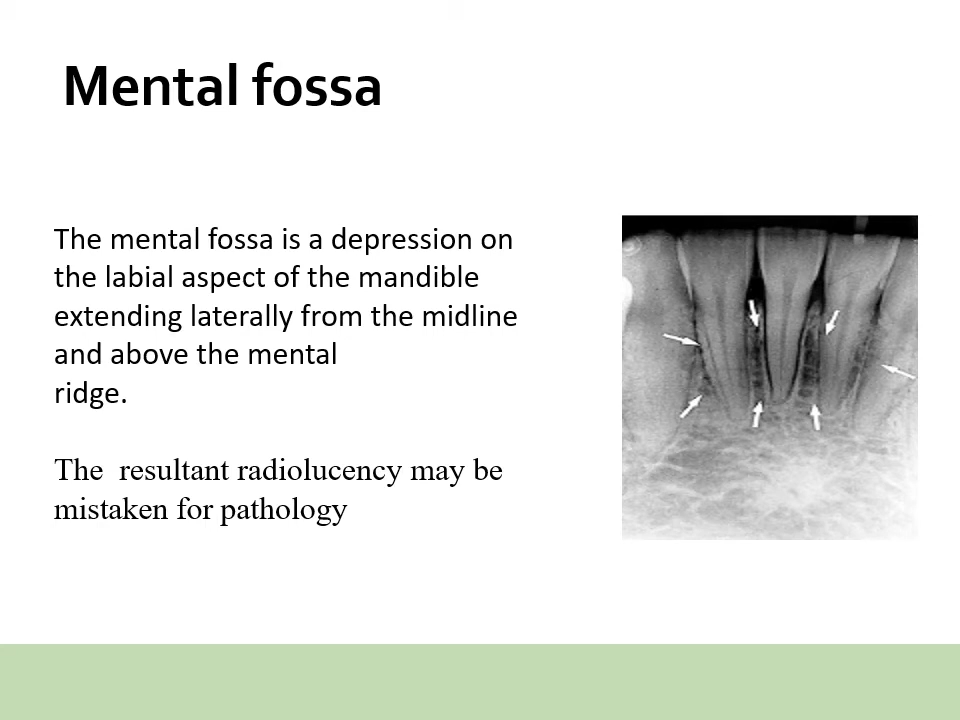 Mental fossa
The mental fossa is a depression on
the labial aspect of the mandible
extending laterally from the midline
and above the mental
ridge.
The  resultant radiolucency may be
mistaken for pathology